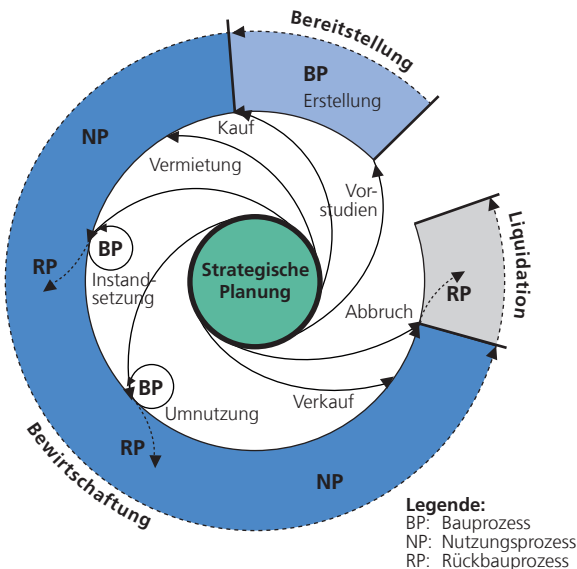 Bereitstellung
BP
Erstellung
NP
Kauf
Vermietung
Vor-
studien
Liquidation
BP
RP
Instand-
setzung
Strategische
Planung
RP
Abbruch
BP
Umnutzung
Verkauf
RP
Bewirtschaftung
NP
Legende:
BP: Bauprozess
NP: Nutzungsprozess
RP: Rückbauprozess